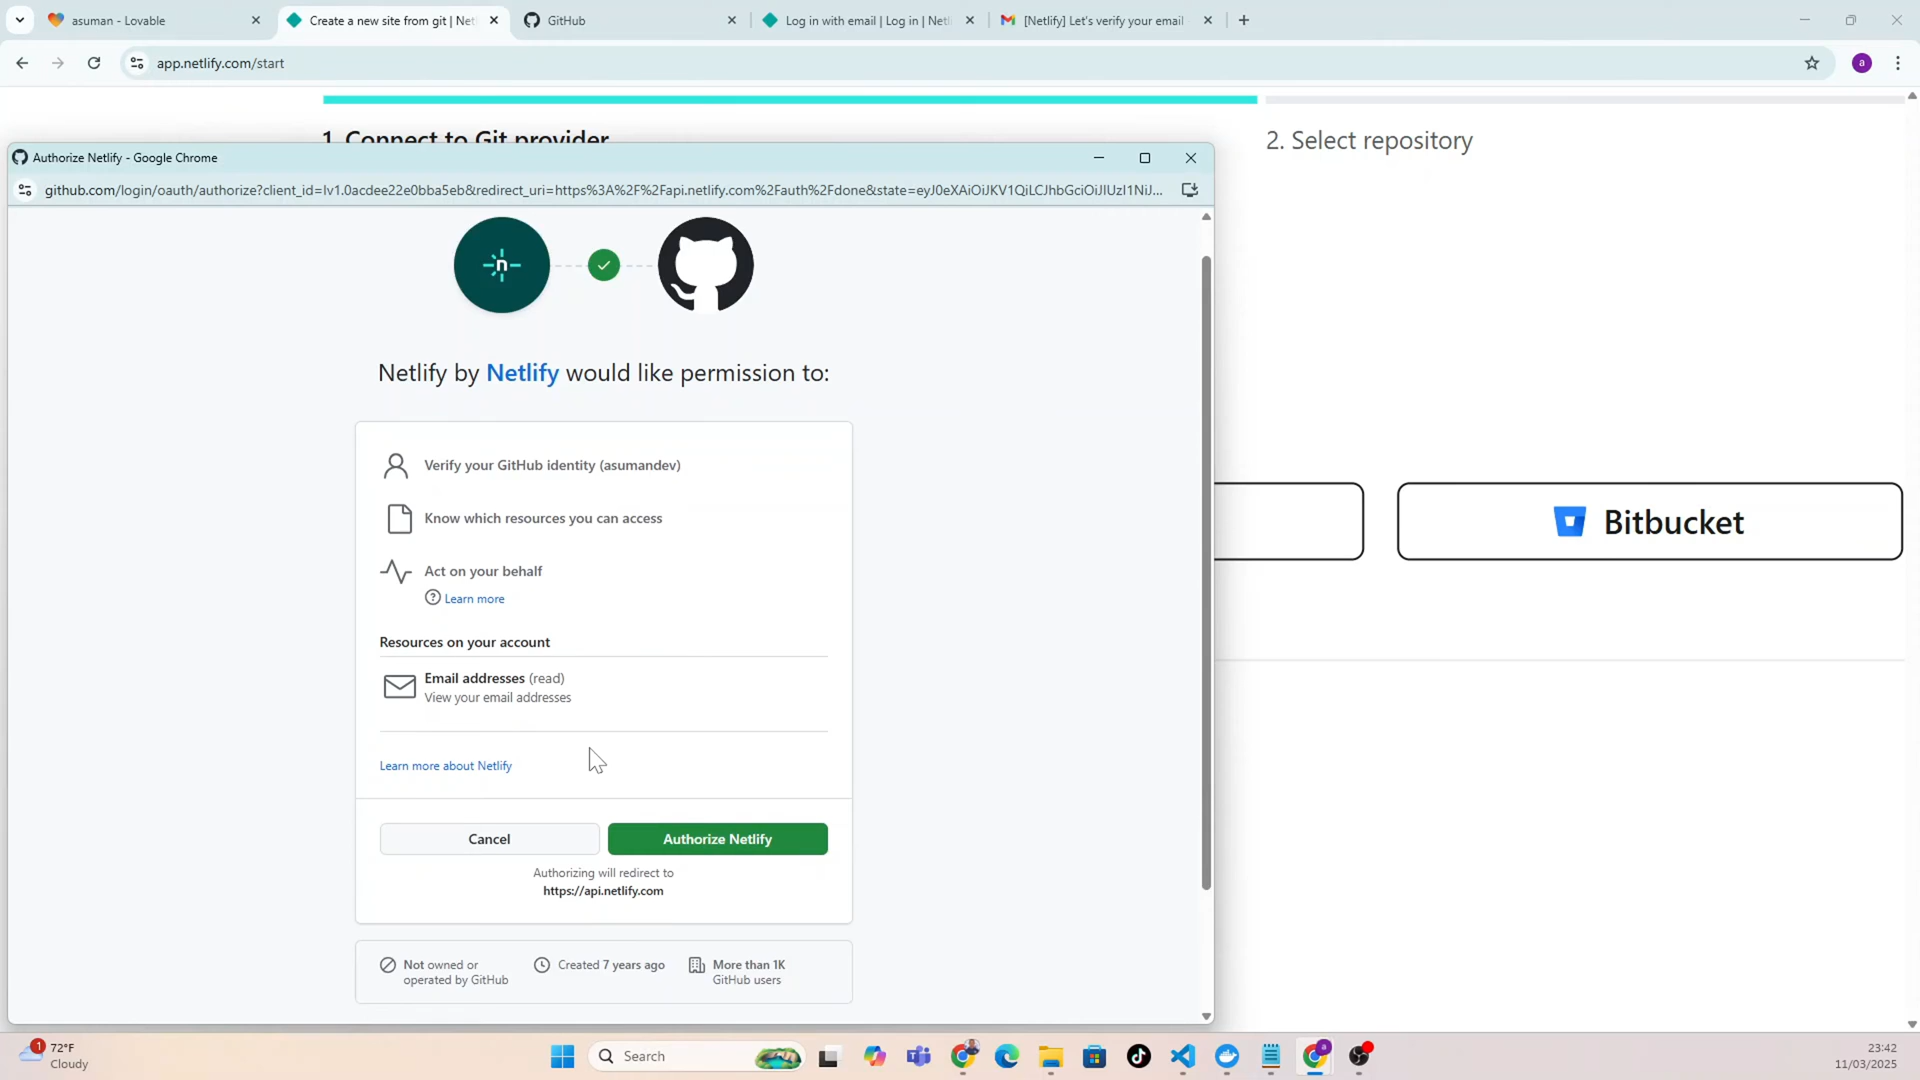 asuman - Lovable
Create a new site from git | Net
GitHub
Log in with email | Log in | Netl
[Netlify] Let's verify your email
app.netlify.com/start
a
1. Connect to Git provider
2. Select repository
Authorize Netlify - Google Chrome
github.com/login/oauth/authorize?client_id=Iv1.0acdee22e0bba5eb&redirect_uri=https%3A%2F%2Fapi.netlify.com%2Fauth%2Fdone&state=eyJ0eXAiOiJKV1QiLCJhbGciOiJIUzI1NiJ...
n
Netlify by Netlify would like permission to:
Verify your GitHub identity (asumandev)
Know which resources you can access
Act on your behalf
Learn more
Resources on your account
Email addresses (read)
View your email addresses
Learn more about Netlify
Cancel
Authorize Netlify
Authorizing will redirect to
https://api.netlify.com
Not owned or
operated by GitHub
Created 7 years ago
More than 1K
GitHub users
Bitbucket
1
72°F
Cloudy
Search
a
23:42
11/03/2025